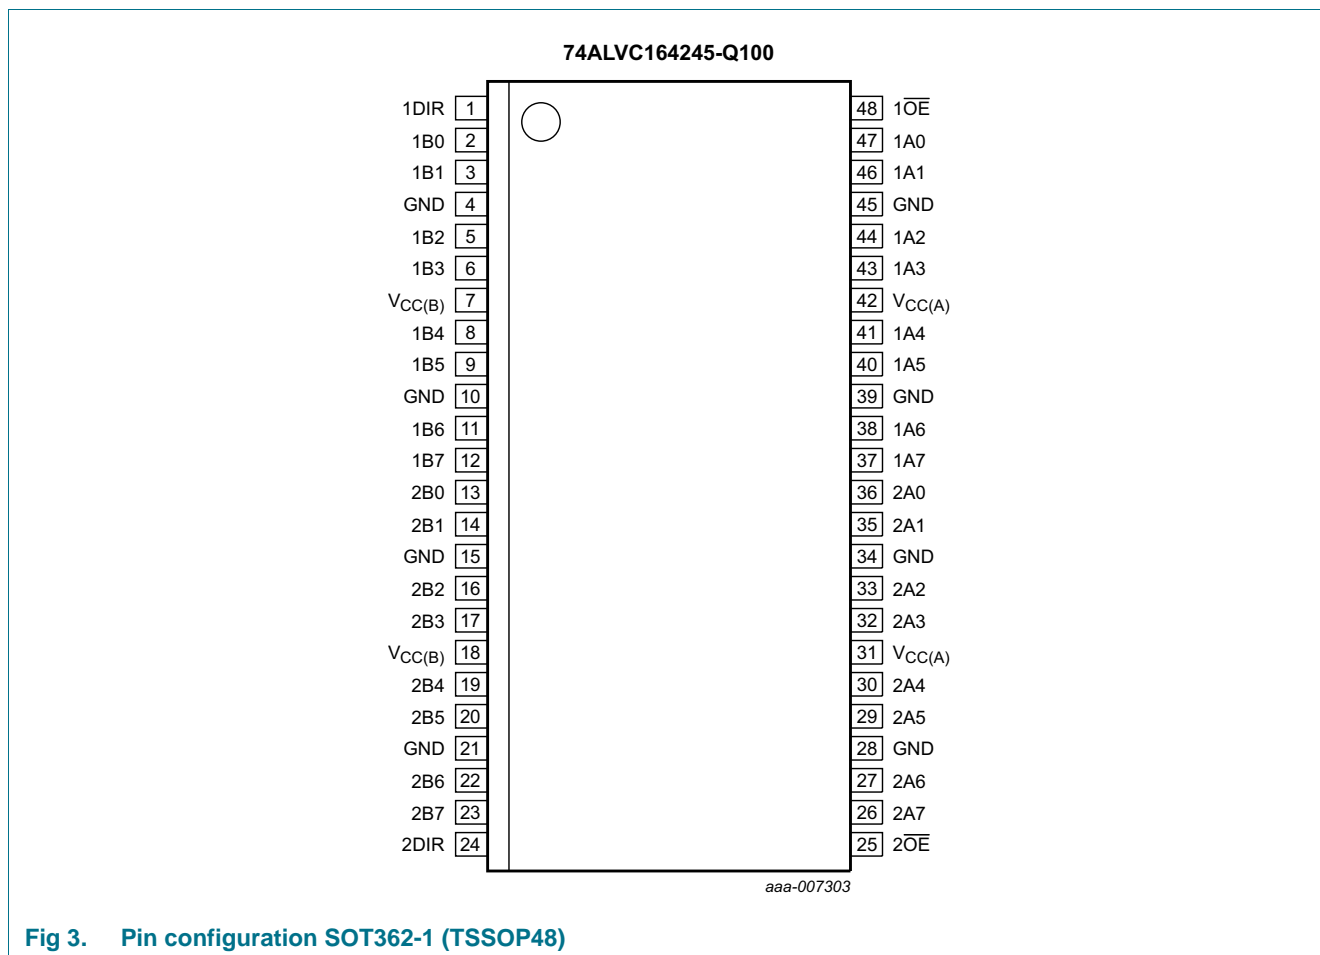 74ALVC164245-Q100
1DIR 1 48 1O̅E̅
1B0 2 47 1A0
1B1 3 46 1A1
GND 4 45 GND
1B2 5 44 1A2
1B3 6 43 1A3
VCC(B) 7 42 VCC(A)
1B4 8 41 1A4
1B5 9 40 1A5
GND 10 39 GND
1B6 11 38 1A6
1B7 12 37 1A7
2B0 13 36 2A0
2B1 14 35 2A1
GND 15 34 GND
2B2 16 33 2A2
2B3 17 32 2A3
VCC(B) 18 31 VCC(A)
2B4 19 30 2A4
2B5 20 29 2A5
GND 21 28 GND
2B6 22 27 2A6
2B7 23 26 2A7
2DIR 24 25 2O̅E̅
aaa-007303
Fig 3. Pin configuration SOT362-1 (TSSOP48)